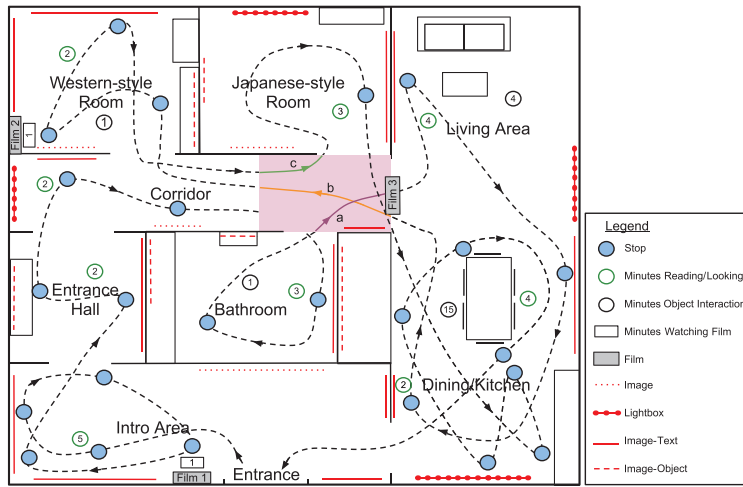 2
Western-style
Room
1
Film 2
1
Japanese-style
Room
3
4
4
Living Area
2
Corridor
c
b
a
Film 3
2
Entrance
Hall
1
3
Bathroom
15
4
2
Dining/Kitchen
5
Intro Area
1
Film 1
Entrance
Legend
Stop
Minutes Reading/Looking
Minutes Object Interaction
Minutes Watching Film
Film
Image
Lightbox
Image-Text
Image-Object